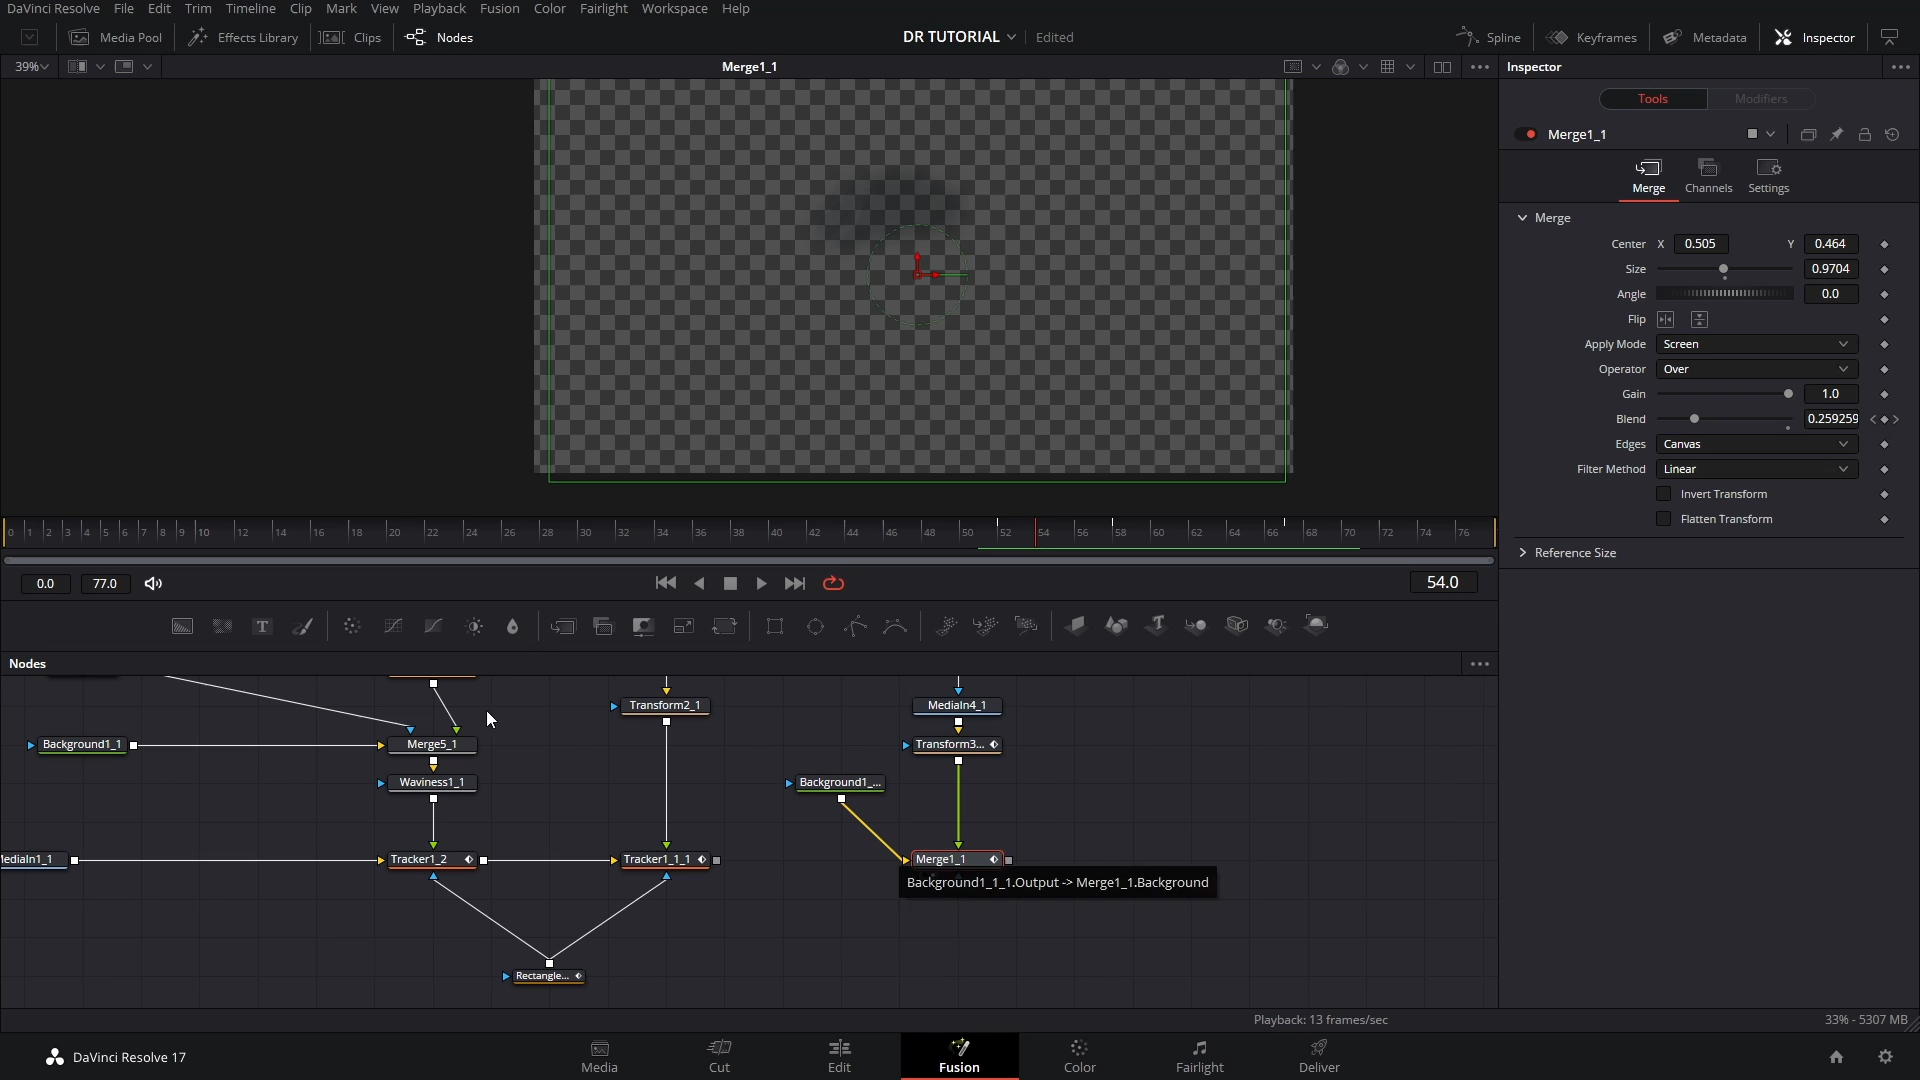 DaVinci Resolve File Edit Trim Timeline Clip Mark View Playback Fusion Color Fairlight Workspace Help
Media Pool Effects Library Clips Nodes DR TUTORIAL Edited Spline Keyframes Metadata Inspector
39% Merge1_1 Inspector
Tools Modifiers
Merge1_1
Merge Channels Settings
Merge
Center X 0.505 Y 0.464
Size 0.9704
Angle 0.0
Flip
Apply Mode Screen
Operator Over
Gain 1.0
Blend 0.259259
Edges Canvas
Filter Method Linear
Invert Transform
Flatten Transform
Reference Size
0 1 2 3 4 5 6 7 8 9 10 12 14 16 18 20 22 24 26 28 30 32 34 36 38 40 42 44 46 48 50 52 54 56 58 60 62 64 66 68 70 72 74 76
0.0 77.0 54.0
T
Nodes
Transform2_1 MediaIn4_1
Background1_1 Merge5_1 Transform3...
Waviness1_1 Background1_...
MediaIn1_1 Tracker1_2 Tracker1_1_1 Merge1_1
Background1_1_1.Output -> Merge1_1.Background
Rectangle...
Playback: 13 frames/sec 33% - 5307 MB
DaVinci Resolve 17 Media Cut Edit Fusion Color Fairlight Deliver